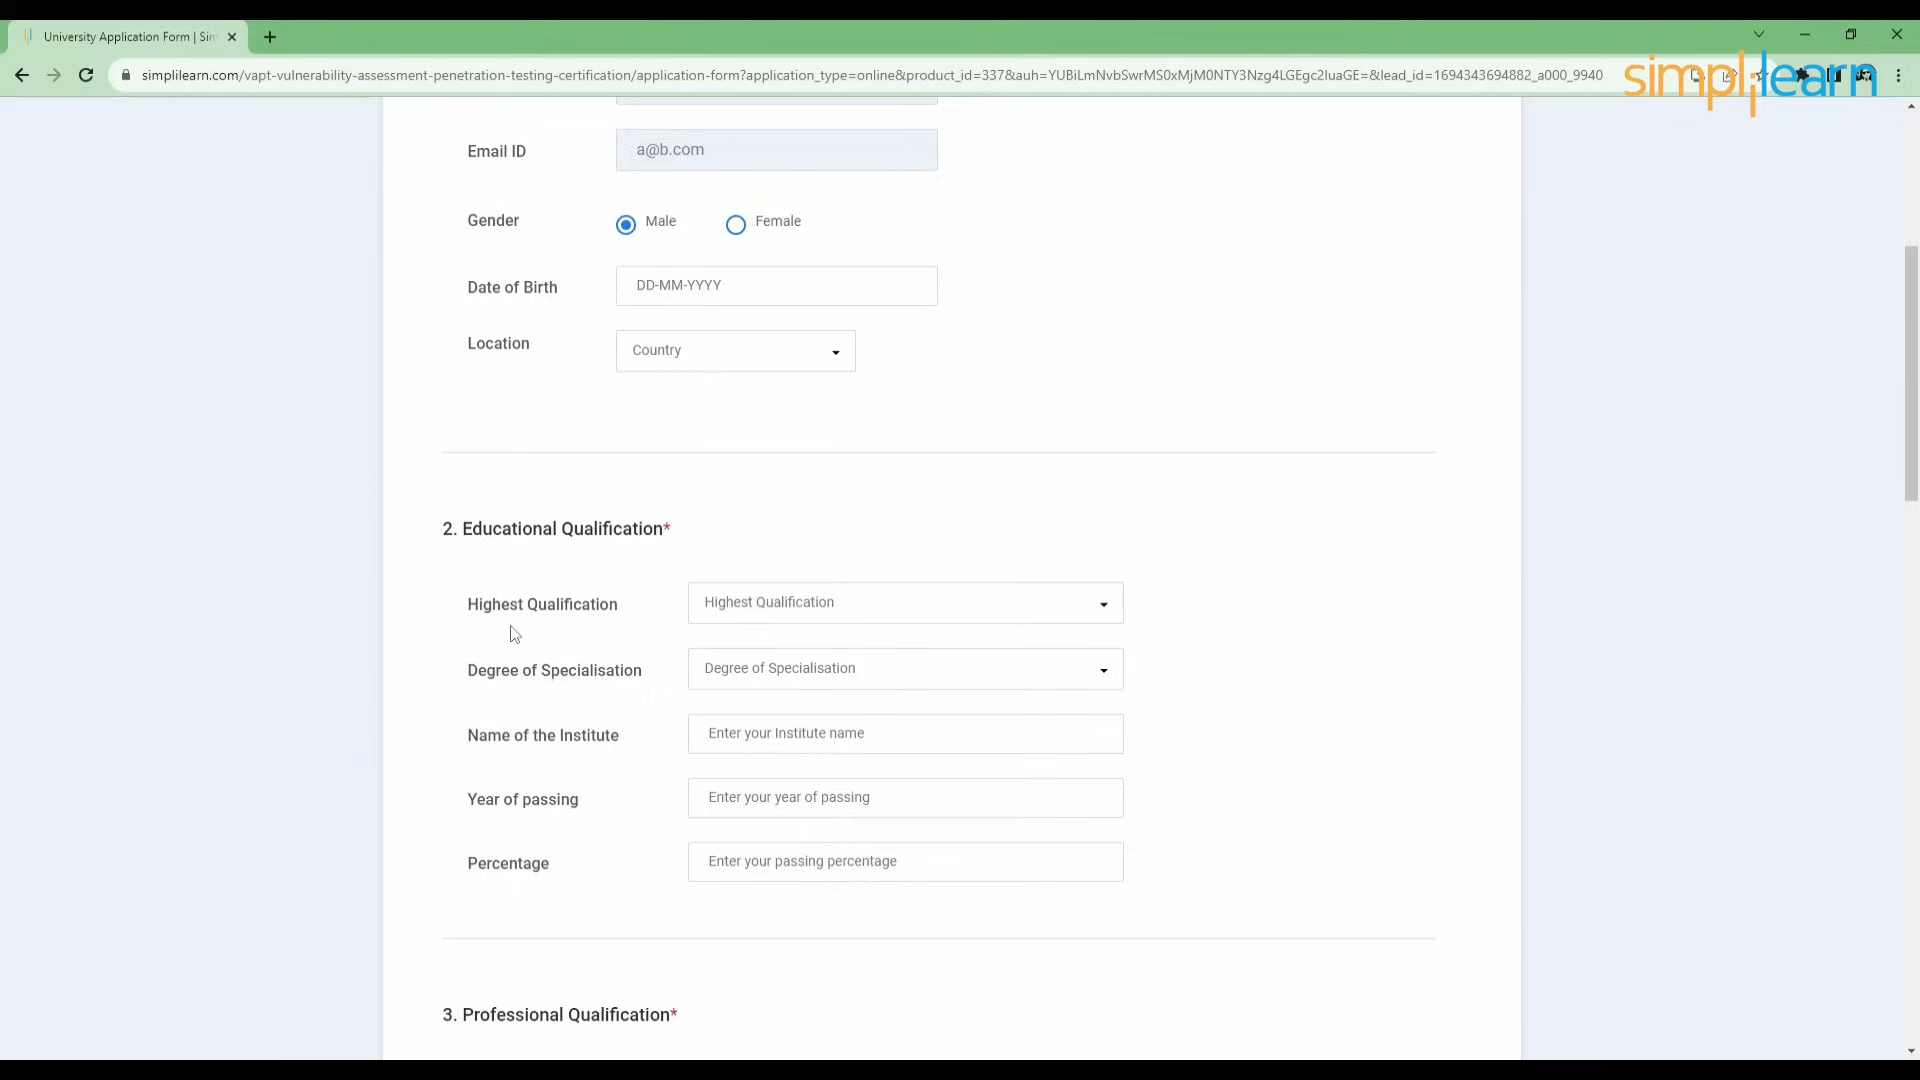 University Application Form | Sim
simplilearn.com/vapt-vulnerability-assessment-penetration-testing-certification/application-form?application_type=online&product_id=337&auh=YUBiLmNvbSwrMS0xMjM0NTY3Nzg4LGEgc2luaGE=&lead_id=1694343694882_a000_9940
simplilearn
Email ID
a@b.com
Gender
Male
Female
Date of Birth
DD-MM-YYYY
Location
Country
2. Educational Qualification*
Highest Qualification
Highest Qualification
Degree of Specialisation
Degree of Specialisation
Name of the Institute
Enter your Institute name
Year of passing
Enter your year of passing
Percentage
Enter your passing percentage
3. Professional Qualification*